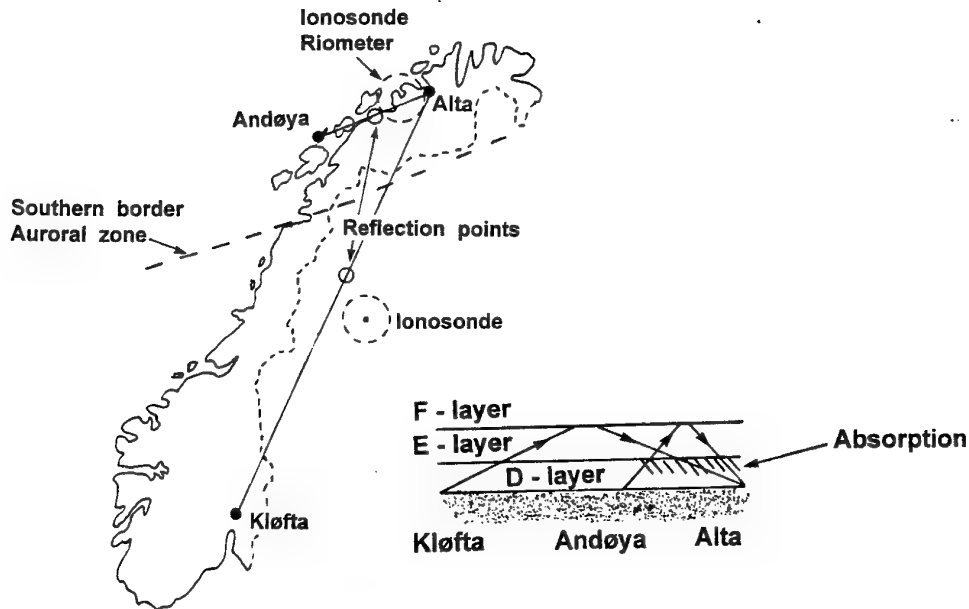 Ionosonde
Riometer
Alta
Andøya
Southern border
Auroral zone
Reflection points
Ionosonde
Kløfta
F - layer
E - layer
D - layer
Absorption
Kløfta Andøya Alta